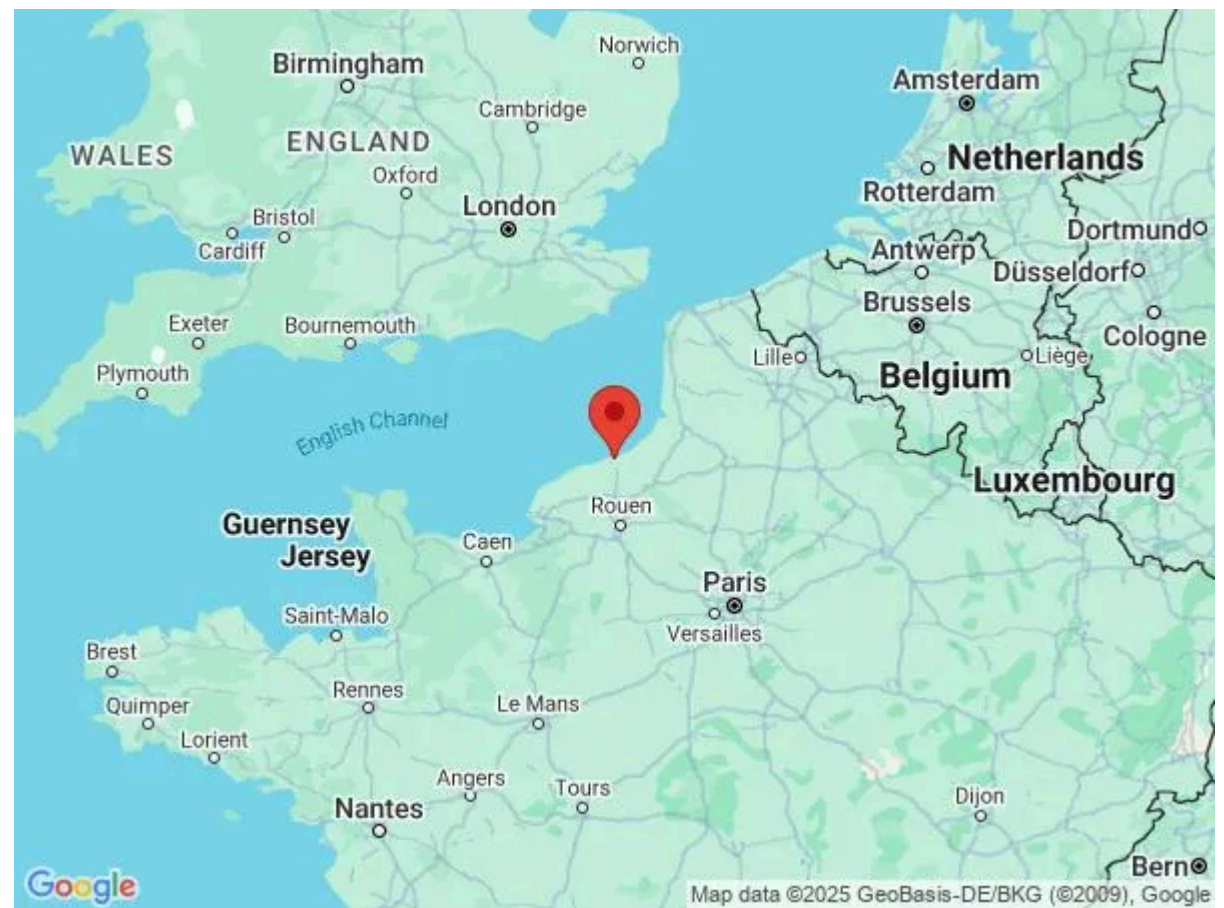 Norwich
Birmingham
Amsterdam
Cambridge
ENGLAND
WALES
Netherlands
Oxford
Rotterdam
London
Bristol
Cardiff
Dortmund
Antwerp
Düsseldorf
Brussels
Exeter
Bournemouth
Cologne
Lille
Liège
Plymouth
Belgium
English Channel
Luxembourg
Rouen
Guernsey
Jersey
Caen
Paris
Saint-Malo
Versailles
Brest
Rennes
Quimper
Le Mans
Lorient
Angers
Tours
Nantes
Dijon
Bern
Google
Map data ©2025 GeoBasis-DE/BKG (©2009), Google